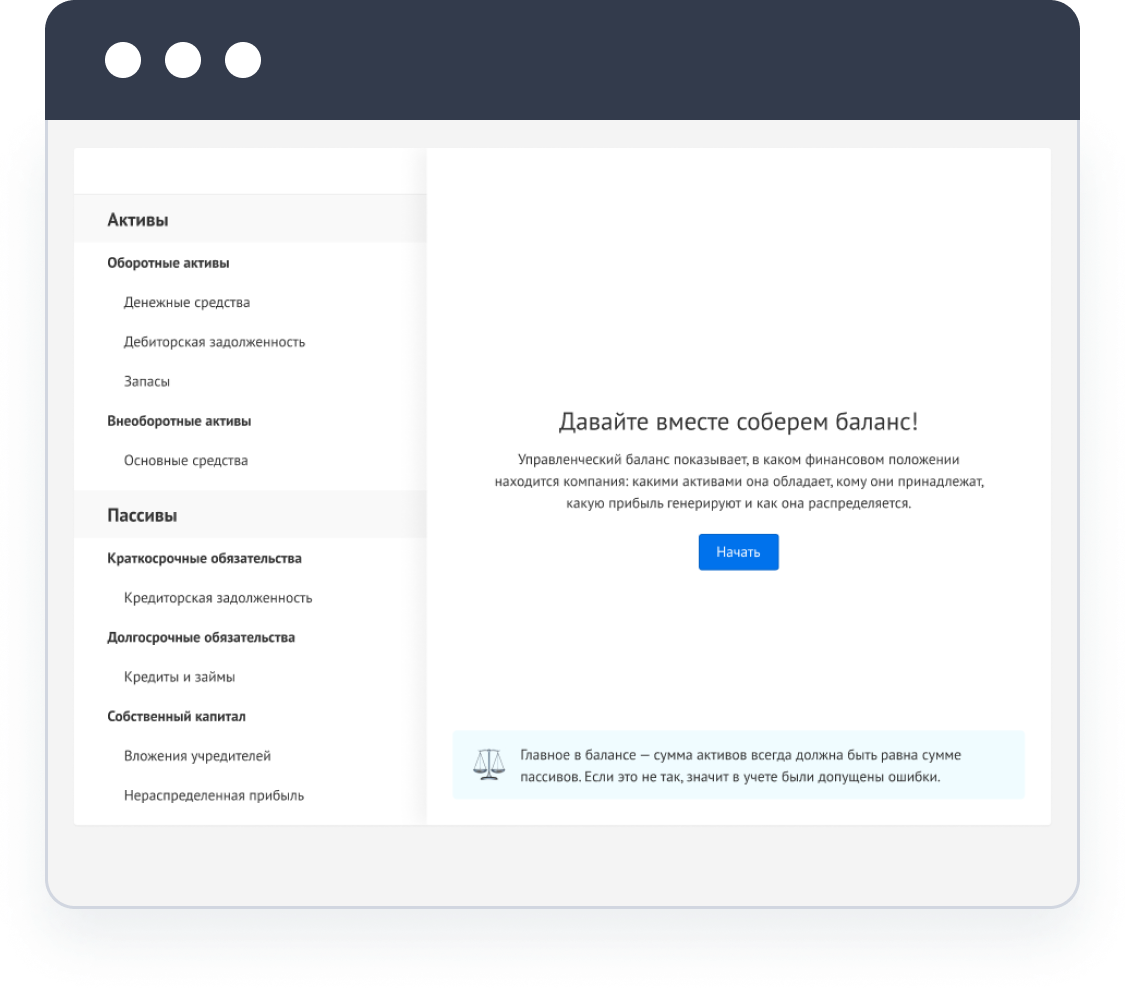 Активы
Оборотные активы
Денежные средства
Дебиторская задолженность
Запасы
Внеоборотные активы
Основные средства
Пассивы
Краткосрочные обязательства
Кредиторская задолженность
Долгосрочные обязательства
Кредиты и займы
Собственный капитал
Вложения учредителей
Нераспределенная прибыль
Давайте вместе соберем баланс!
Управленческий баланс показывает, в каком финансовом положении
находится компания: какими активами она обладает, кому они принадлежат,
какую прибыль генерируют и как она распределяется.
Начать
Главное в балансе — сумма активов всегда должна быть равна сумме
пассивов. Если это не так, значит в учете были допущены ошибки.